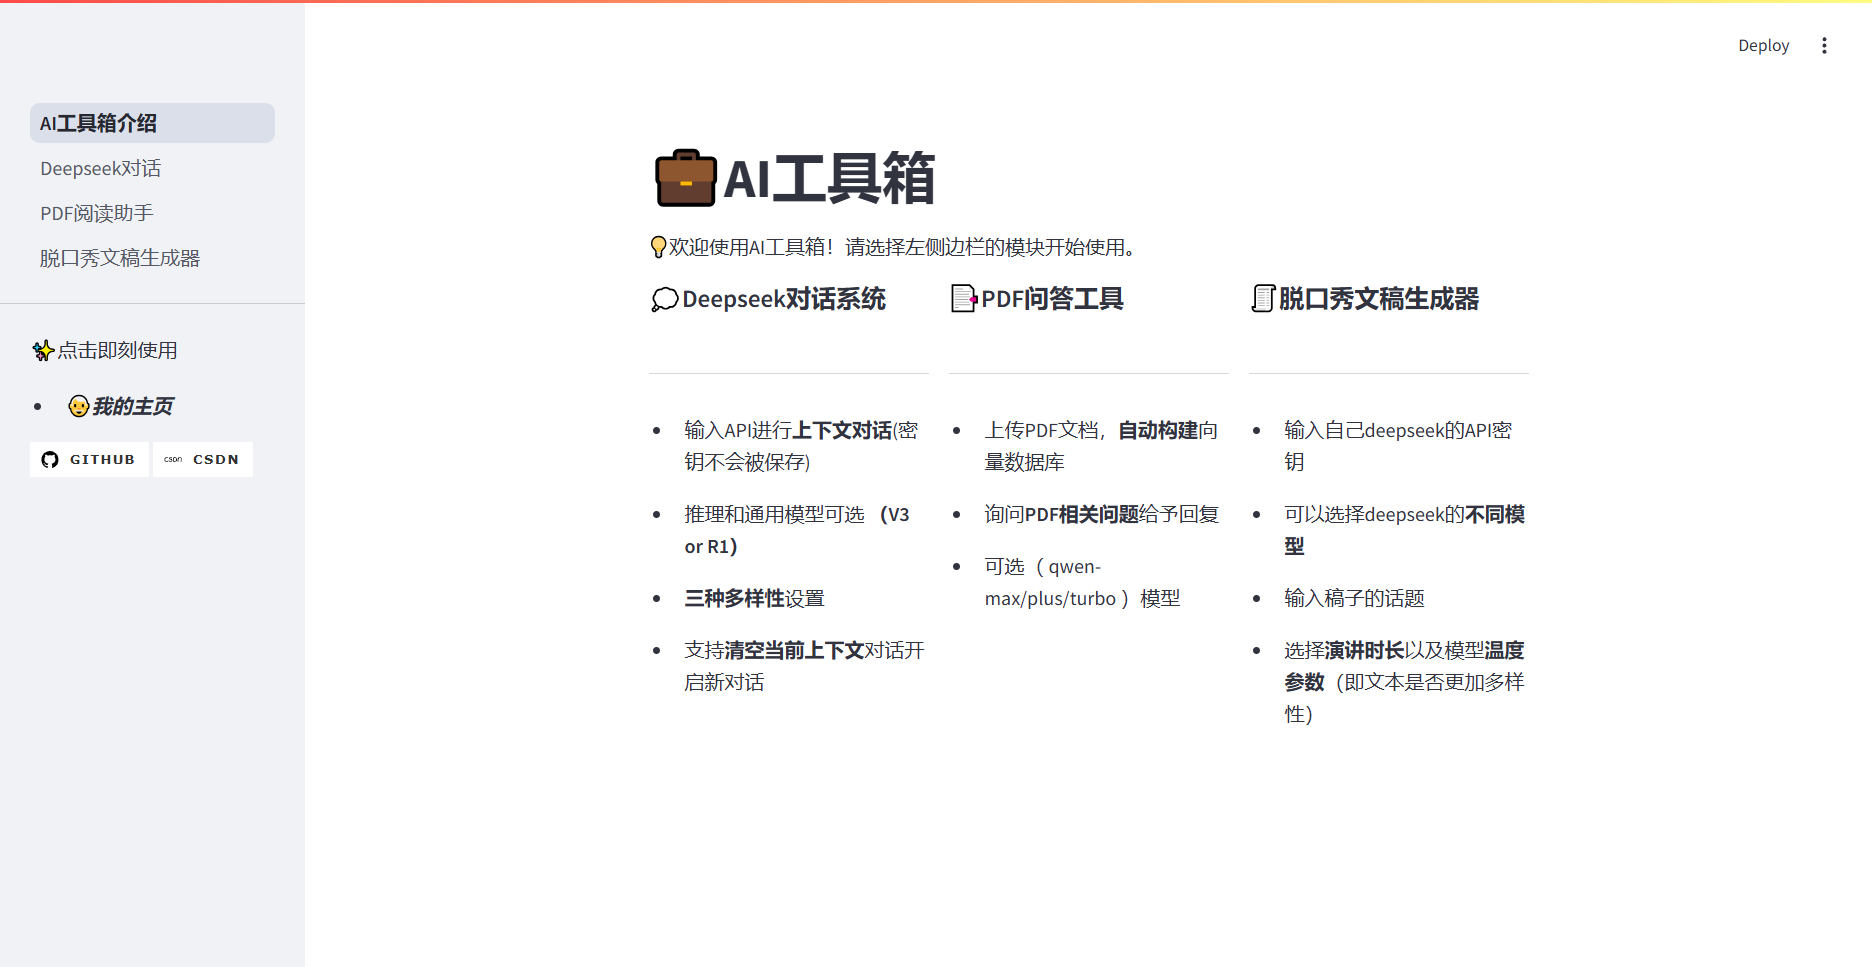 Deploy
AI工具箱介绍
Deepseek对话
PDF阅读助手
脱口秀文稿生成器
✨点击即刻使用
我的主页
GITHUB
CSDN CSDN
AI工具箱
💡欢迎使用AI工具箱！请选择左侧边栏的模块开始使用。
Deepseek对话系统
输入API进行上下文对话(密
钥不会被保存)
推理和通用模型可选 （V3
or R1）
三种多样性设置
支持清空当前上下文对话开
启新对话
PDF问答工具
上传PDF文档，自动构建向
量数据库
询问PDF相关问题给予回复
可选（ qwen-
max/plus/turbo ）模型
脱口秀文稿生成器
输入自己deepseek的API密
钥
可以选择deepseek的不同模
型
输入稿子的话题
选择演讲时长以及模型温度
参数（即文本是否更加多样
性）